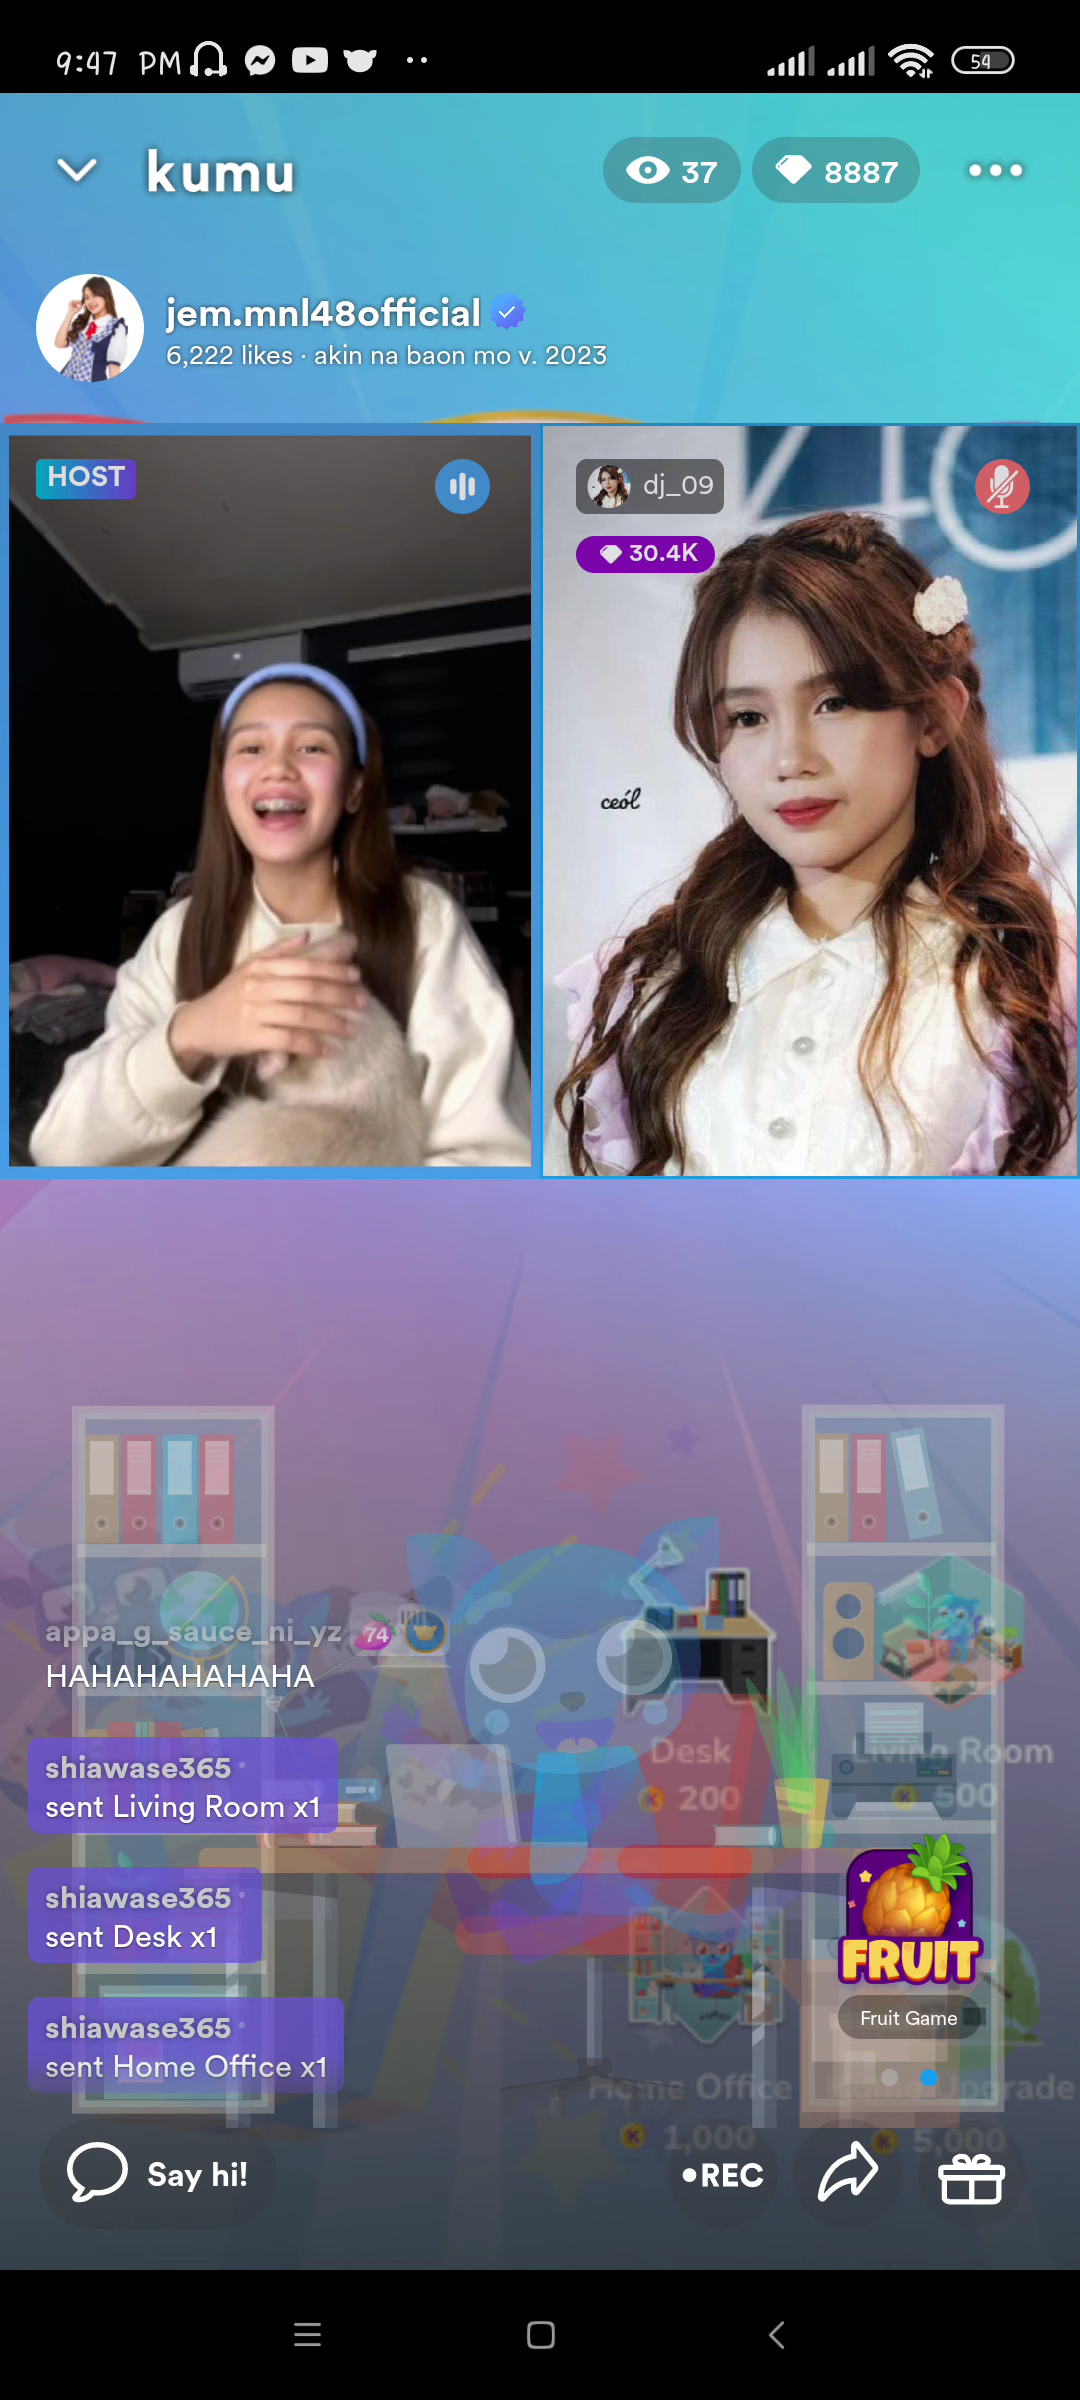 9:47 PM
54
kumu
37
8887
jem.mnl48official
6,222 likes · akin na baon mo v. 2023
HOST
dj_09
30.4K
ceól
appa_g_sauce_ni_yz 74
HAHAHAHAHAHA
Desk
200
Living Room
500
shiawase365
sent Living Room x1
shiawase365
sent Desk x1
FRUIT
Fruit Game
shiawase365
sent Home Office x1
Home Office
1,000
Upgrade
5,000
Say hi!
•REC